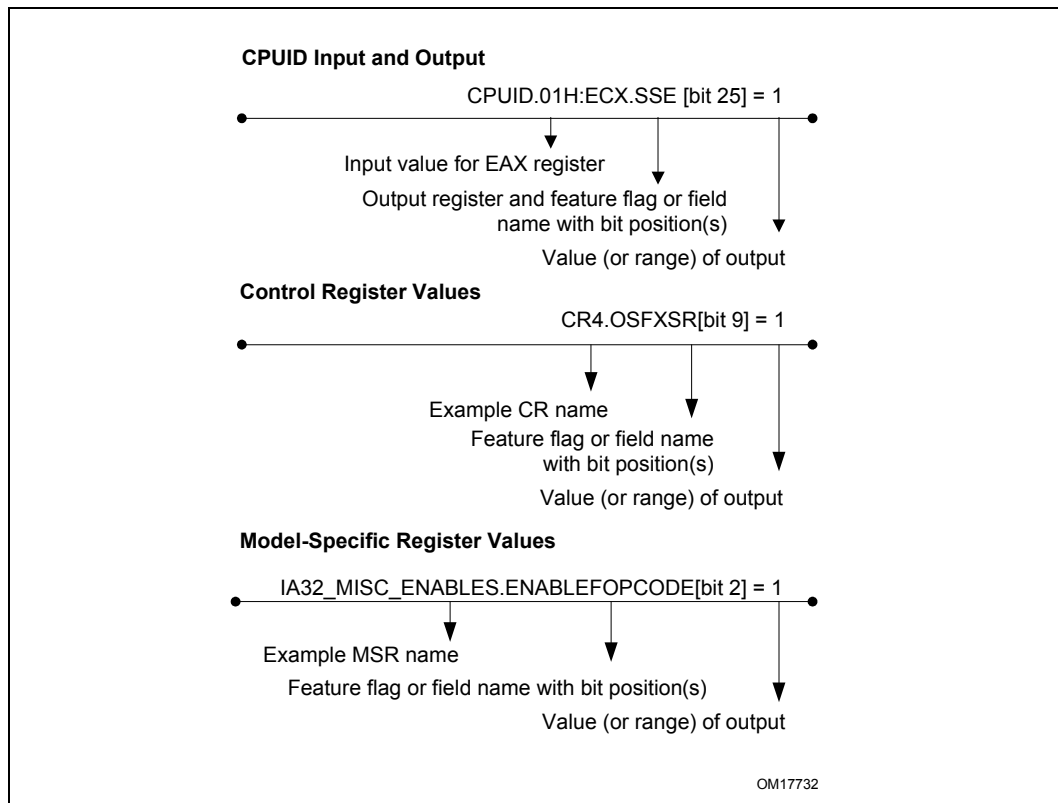 CPUID Input and Output
CPUID.01H:ECX.SSE [bit 25] = 1
Input value for EAX register
Output register and feature flag or field
name with bit position(s)
Value (or range) of output
Control Register Values
CR4.OSFXSR[bit 9] = 1
Example CR name
Feature flag or field name
with bit position(s)
Value (or range) of output
Model-Specific Register Values
IA32_MISC_ENABLES.ENABLEFOPCODE[bit 2] = 1
Example MSR name
Feature flag or field name with bit position(s)
Value (or range) of output
OM17732